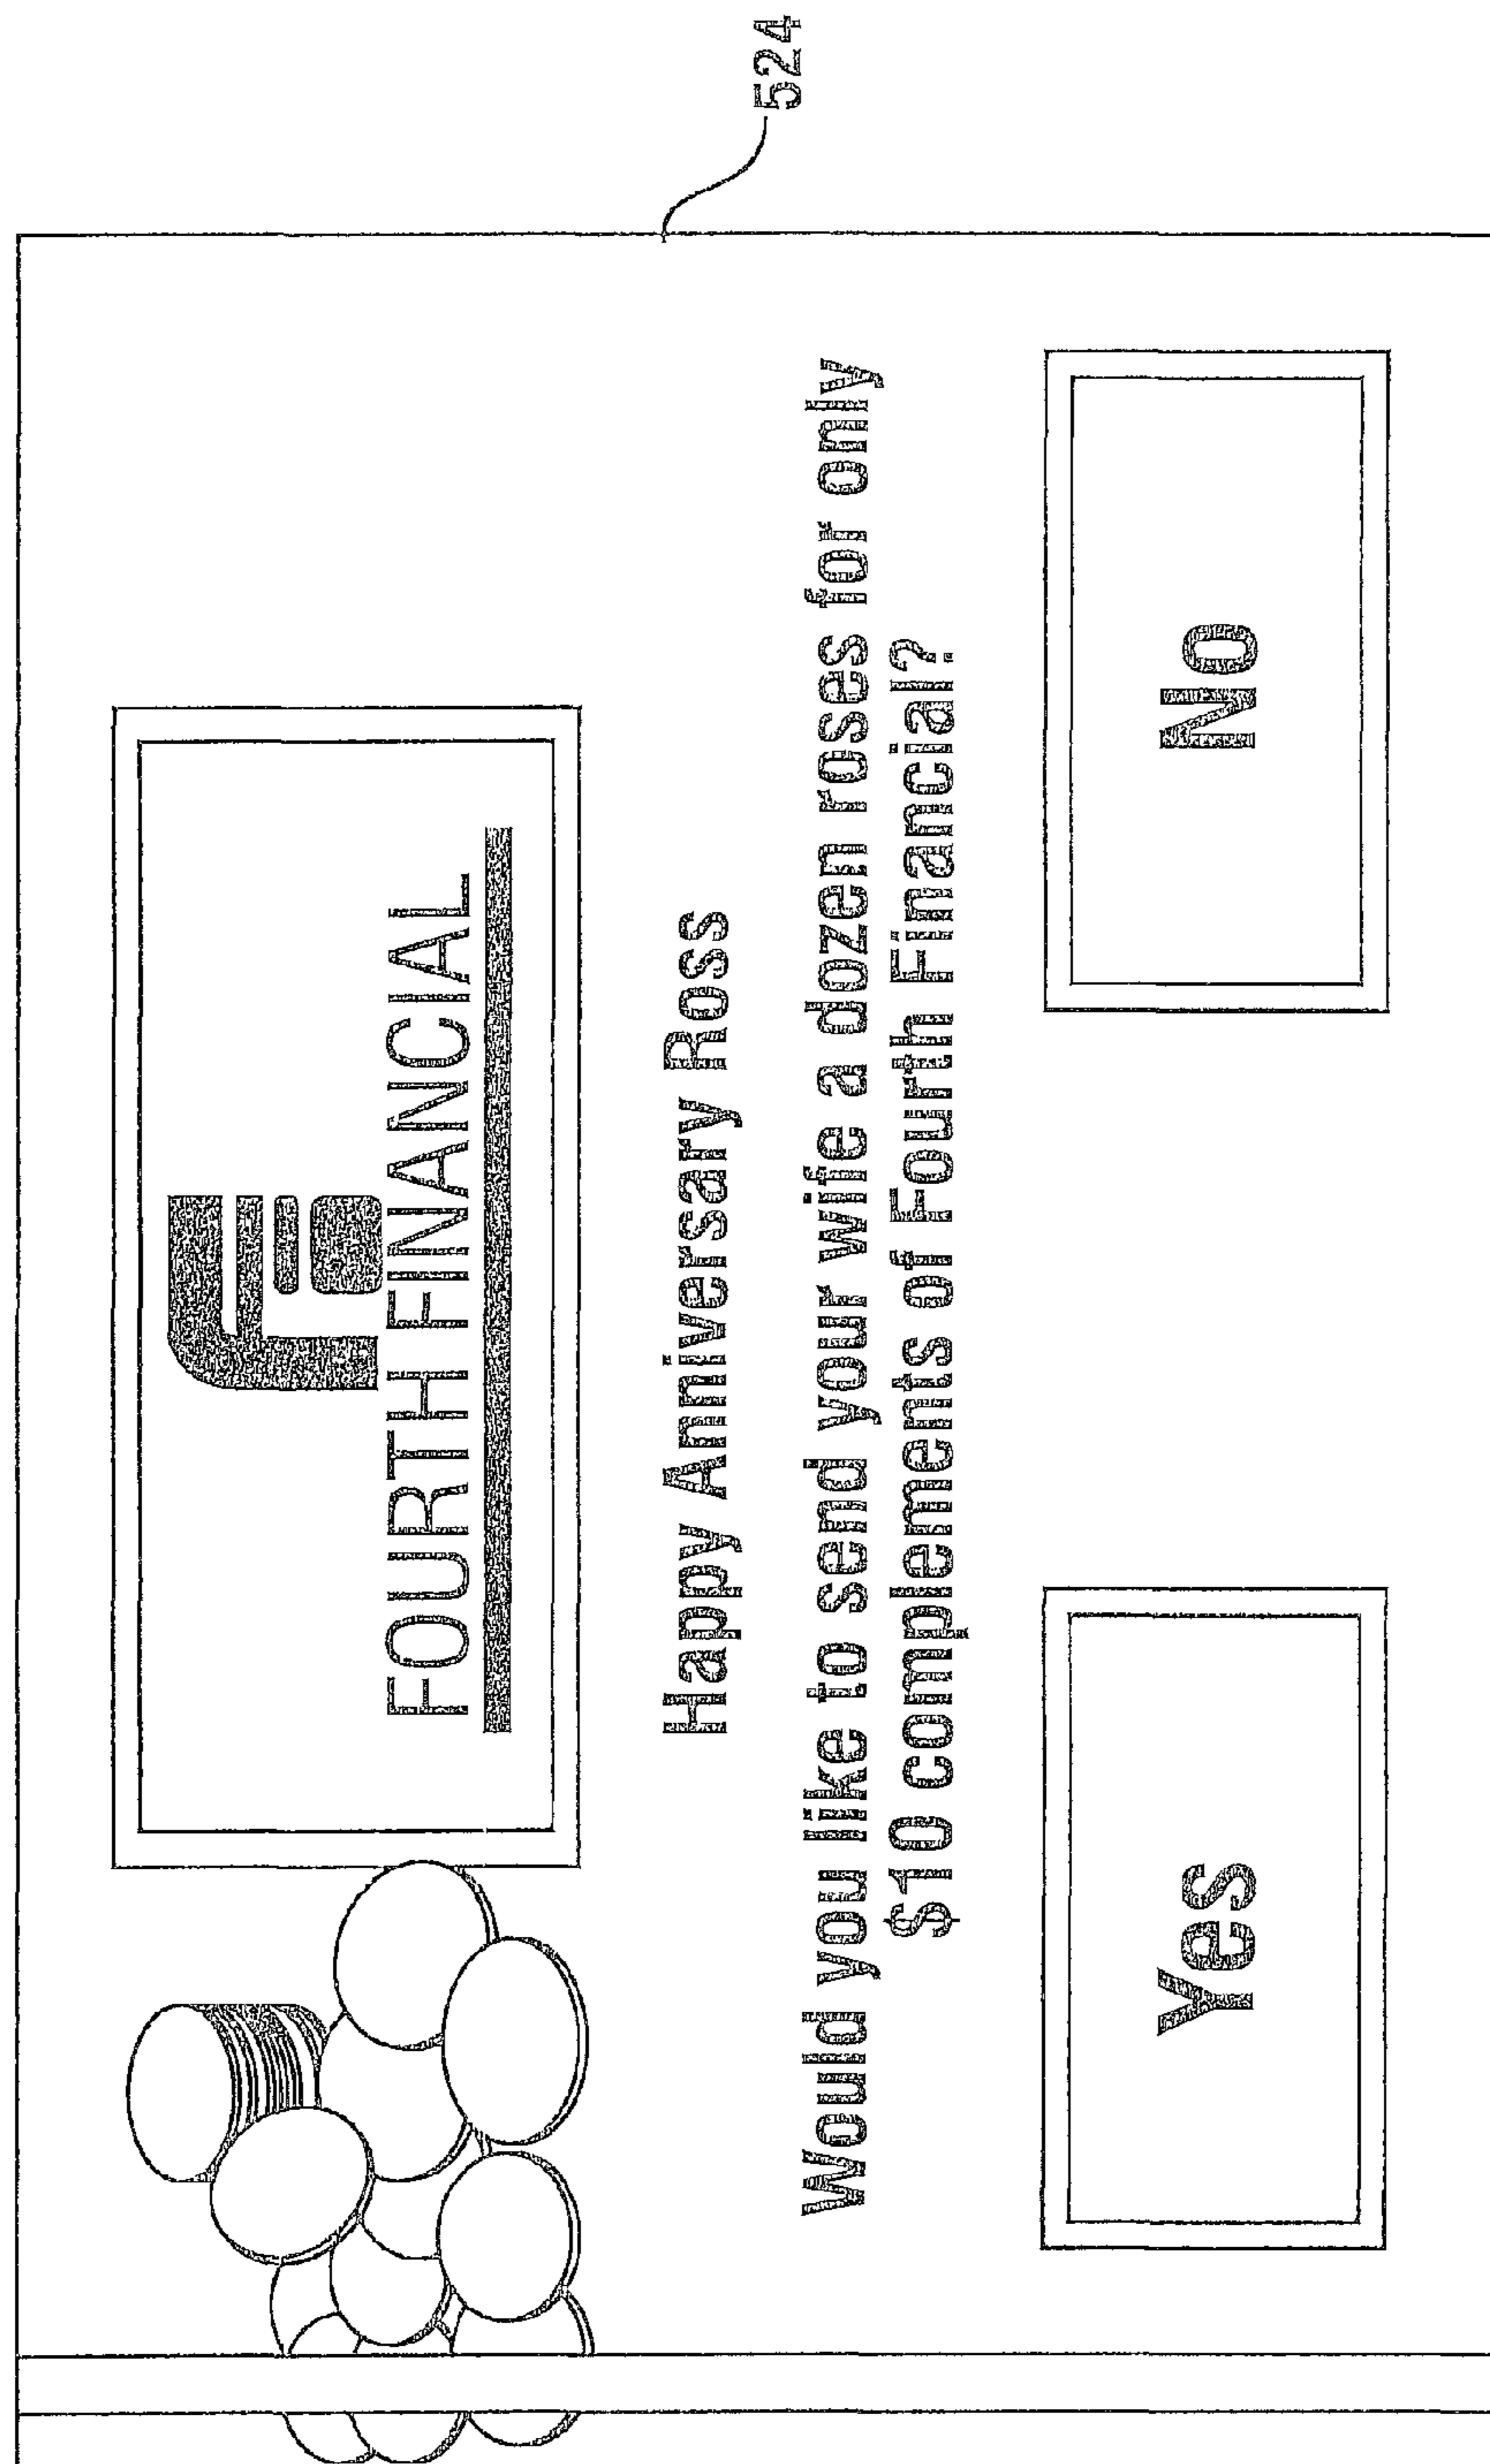 524
FOURTH FINANCIAL
Happy Anniversary Ross
Would you like to send your wife a dozen roses for only
$10 complements of Fourth Financial?
Yes
No